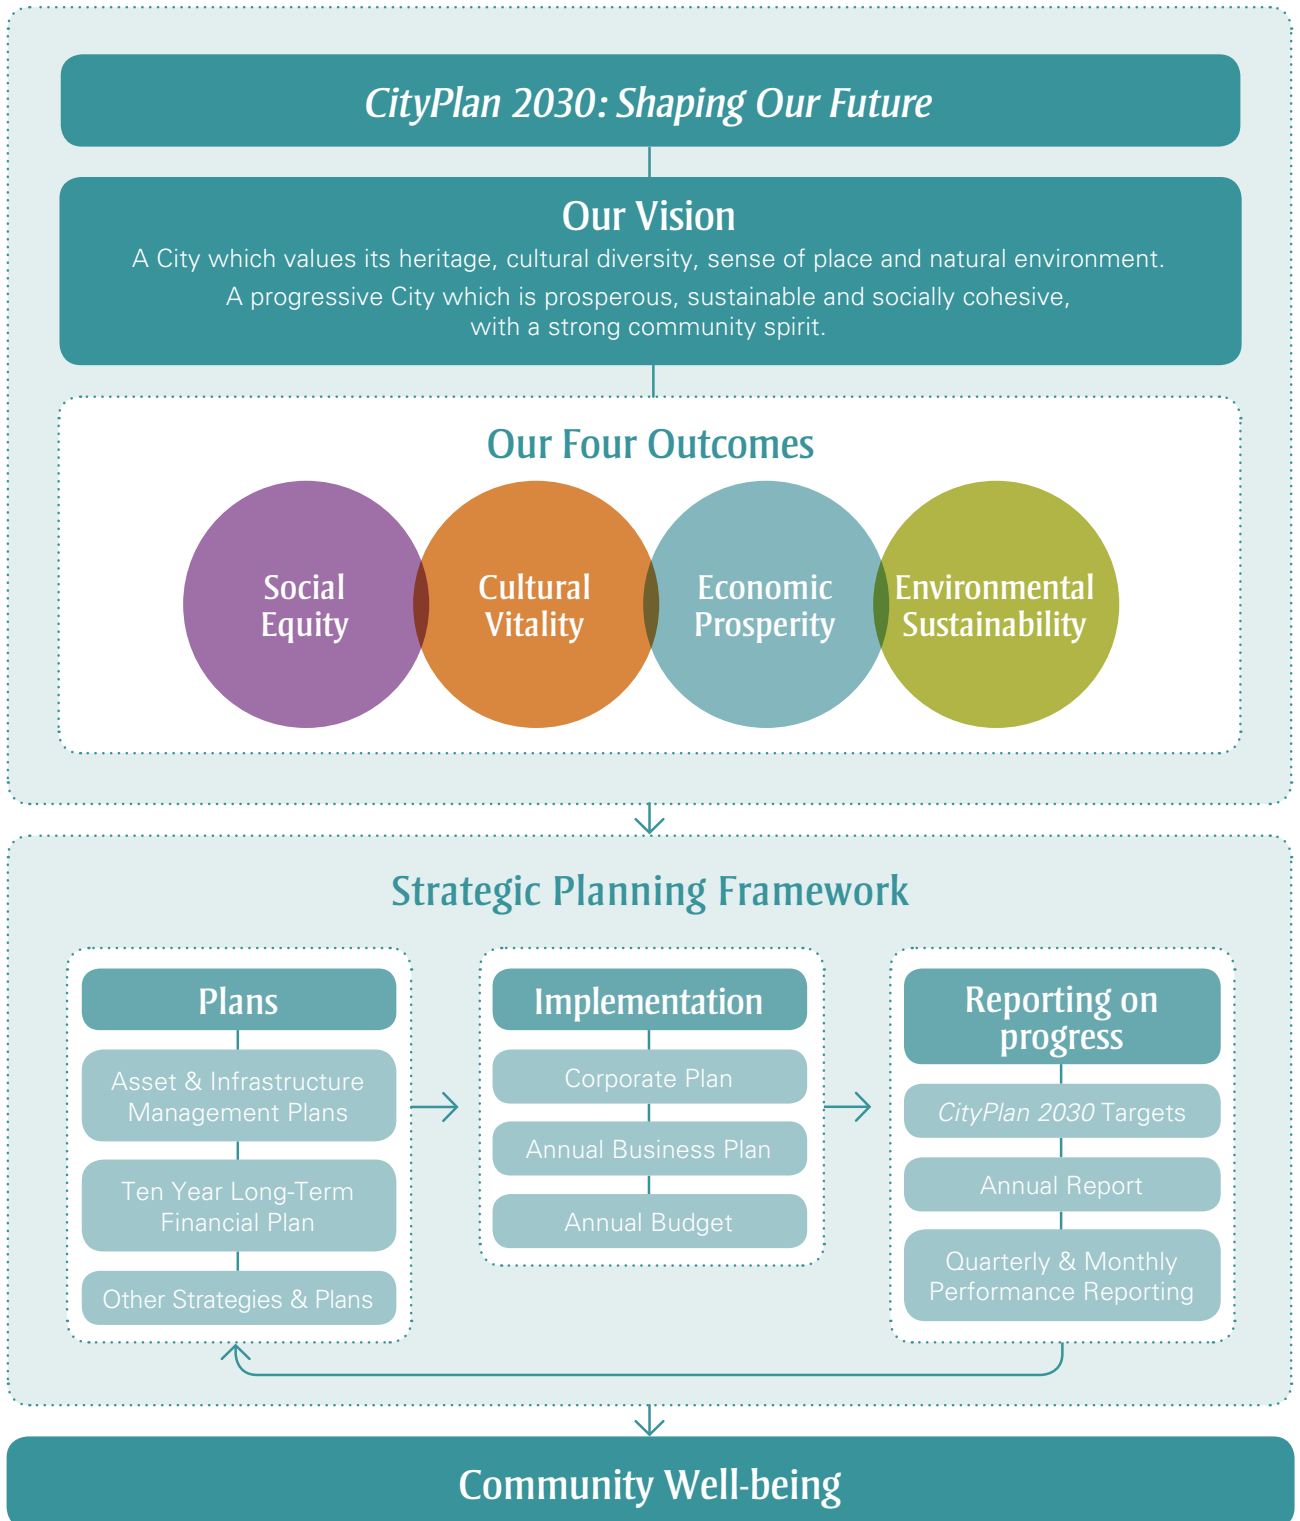 CityPlan 2030: Shaping Our Future
Our Vision
A City which values its heritage, cultural diversity, sense of place and natural environment.
A progressive City which is prosperous, sustainable and socially cohesive,
with a strong community spirit.
Our Four Outcomes
Social
Equity
Cultural
Vitality
Economic
Prosperity
Environmental
Sustainability
Strategic Planning Framework
Plans
Asset & Infrastructure
Management Plans
Ten Year Long-Term
Financial Plan
Other Strategies & Plans
Implementation
Corporate Plan
Annual Business Plan
Annual Budget
Reporting on
progress
CityPlan 2030 Targets
Annual Report
Quarterly & Monthly
Performance Reporting
Community Well-being